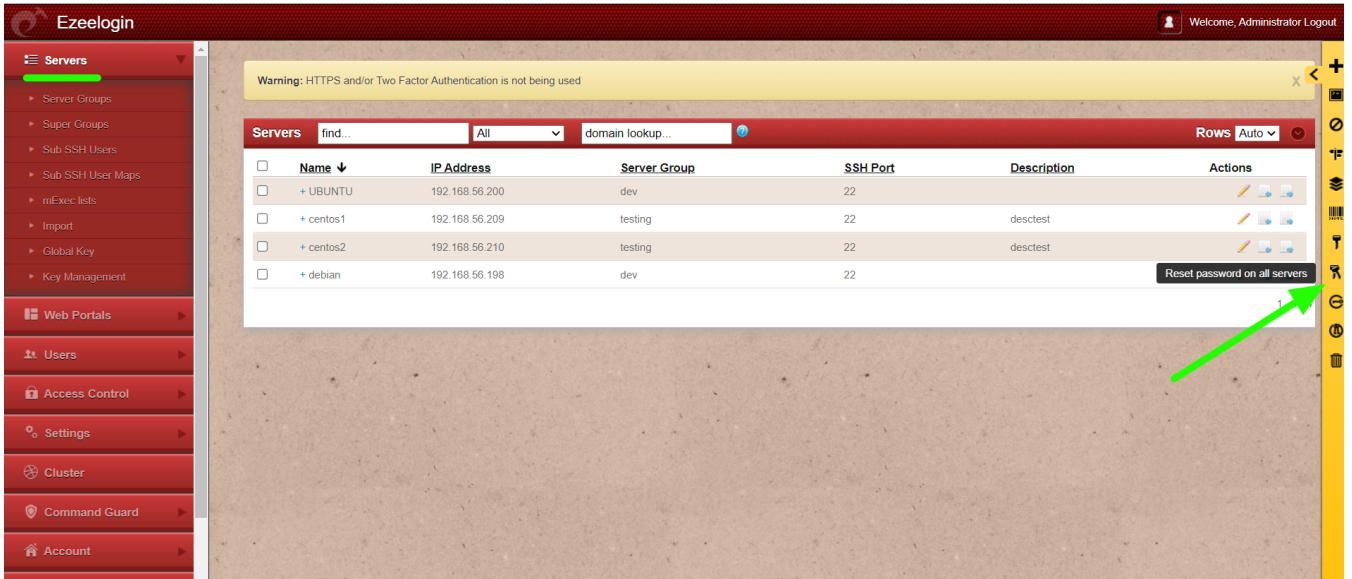 Ezeelogin
Welcome, Administrator Logout
Servers
Server Groups
Super Groups
Sub SSH Users
Sub SSH User Maps
mExec lists
Import
Global Key
Key Management
Web Portals
Users
Access Control
Settings
Cluster
Command Guard
Account
Warning: HTTPS and/or Two Factor Authentication is not being used X
Servers find... All domain lookup... Rows Auto
Name IP Address Server Group SSH Port Description Actions
+ UBUNTU 192.168.56.200 dev 22
+ centos1 192.168.56.209 testing 22 desctest
+ centos2 192.168.56.210 testing 22 desctest
+ debian 192.168.56.198 dev 22
Reset password on all servers
1